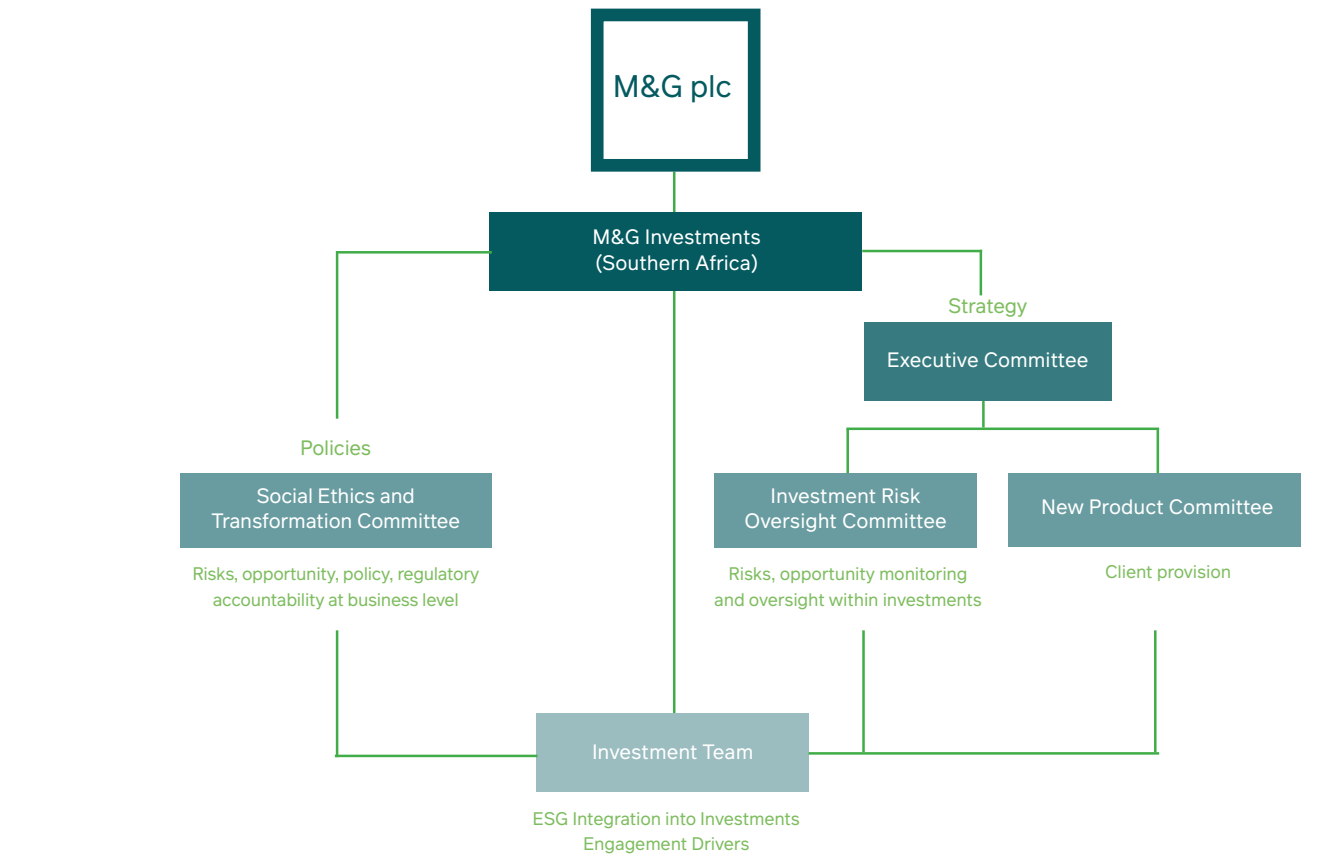 M&G plc
M&G Investments
(Southern Africa)
Strategy
Executive Committee
Policies
Social Ethics and
Transformation Committee
Risks, opportunity, policy, regulatory
accountability at business level
Investment Risk
Oversight Committee
Risks, opportunity monitoring
and oversight within investments
New Product Committee
Client provision
Investment Team
ESG Integration into Investments
Engagement Drivers